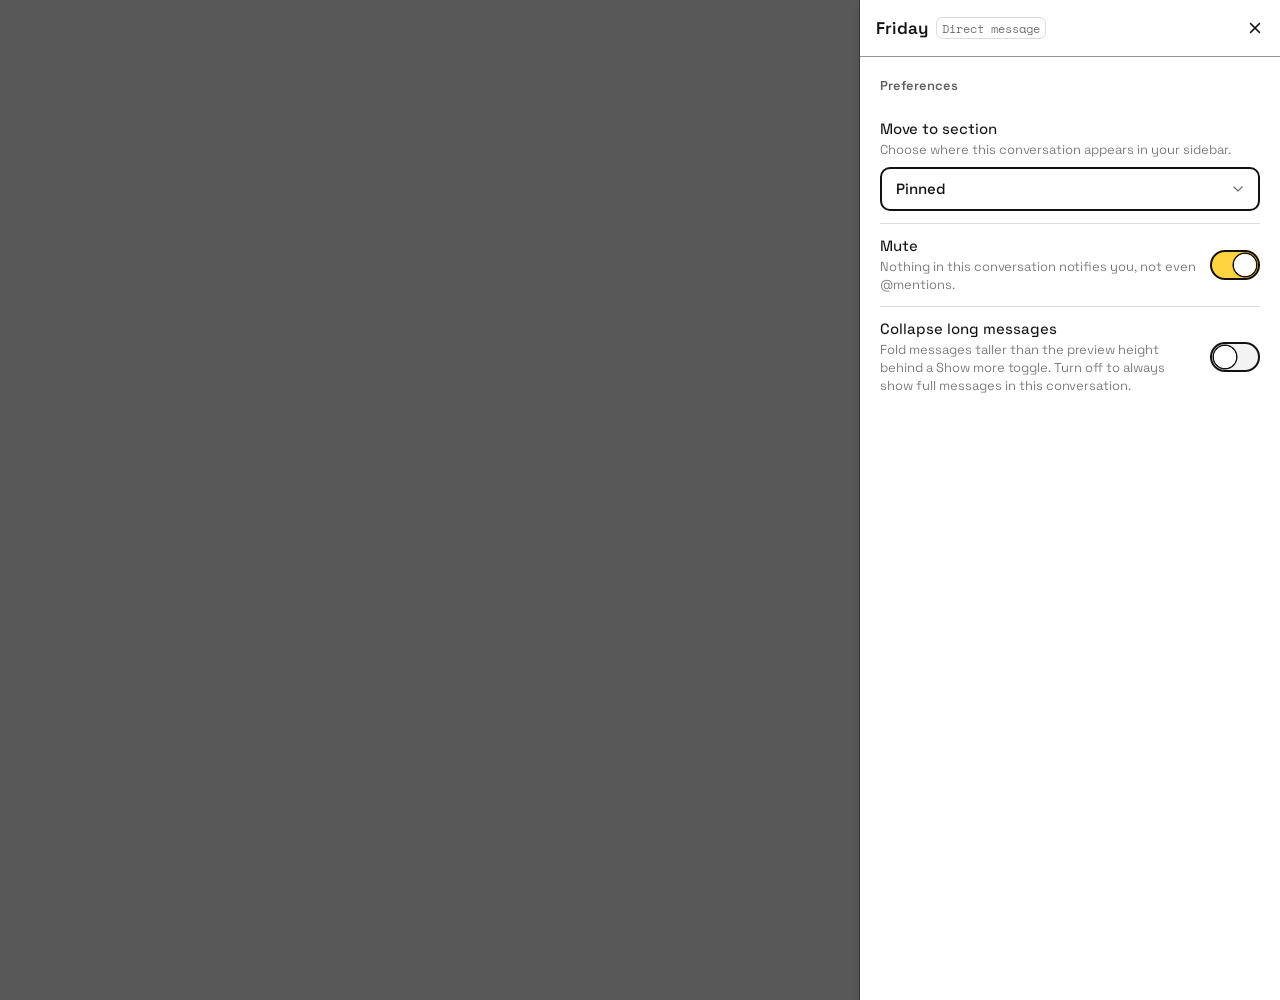 Friday
Direct message
Preferences
Move to section
Choose where this conversation appears in your sidebar.
Pinned
Mute
Nothing in this conversation notifies you, not even
@mentions.
Collapse long messages
Fold messages taller than the preview height
behind a Show more toggle. Turn off to always
show full messages in this conversation.